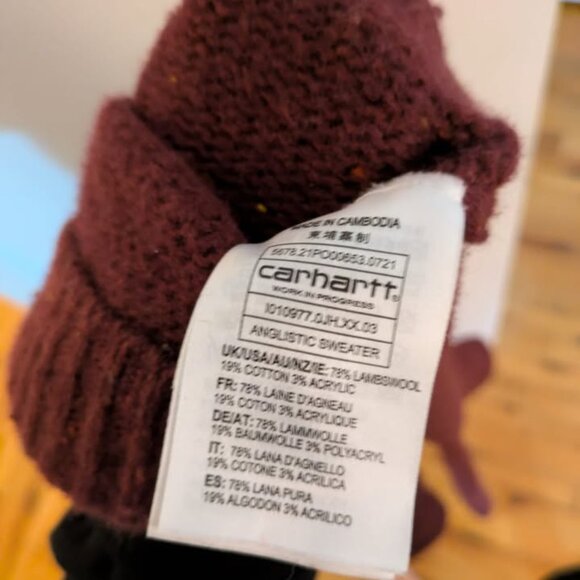 MADE IN CAMBODIA
柬埔寨制
5678.21PO00853.0721
carhartt
WORK IN PROGRESS
I010977.0JH.XX.03
ANGLISTIC SWEATER
UK/USA/AU/NZ/IE: 78% LAMBSWOOL
19% COTTON 3% ACRYLIC
FR: 78% LAINE D'AGNEAU
19% COTON 3% ACRYLIQUE
DE/AT: 78% LAMMWOLLE
19% BAUMWOLLE 3% POLYACRYL
IT: 78% LANA D'AGNELLO
19% COTONE 3% ACRILICA
ES: 78% LANA PURA
19% ALGODON 3% ACRILICO